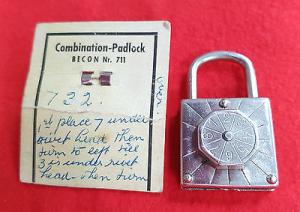 Combination-Padlock
BECON Nr. 711
722.
over.
1st place 7 under
rivet head then
turn to left till
3 is under rivet
head - then turn